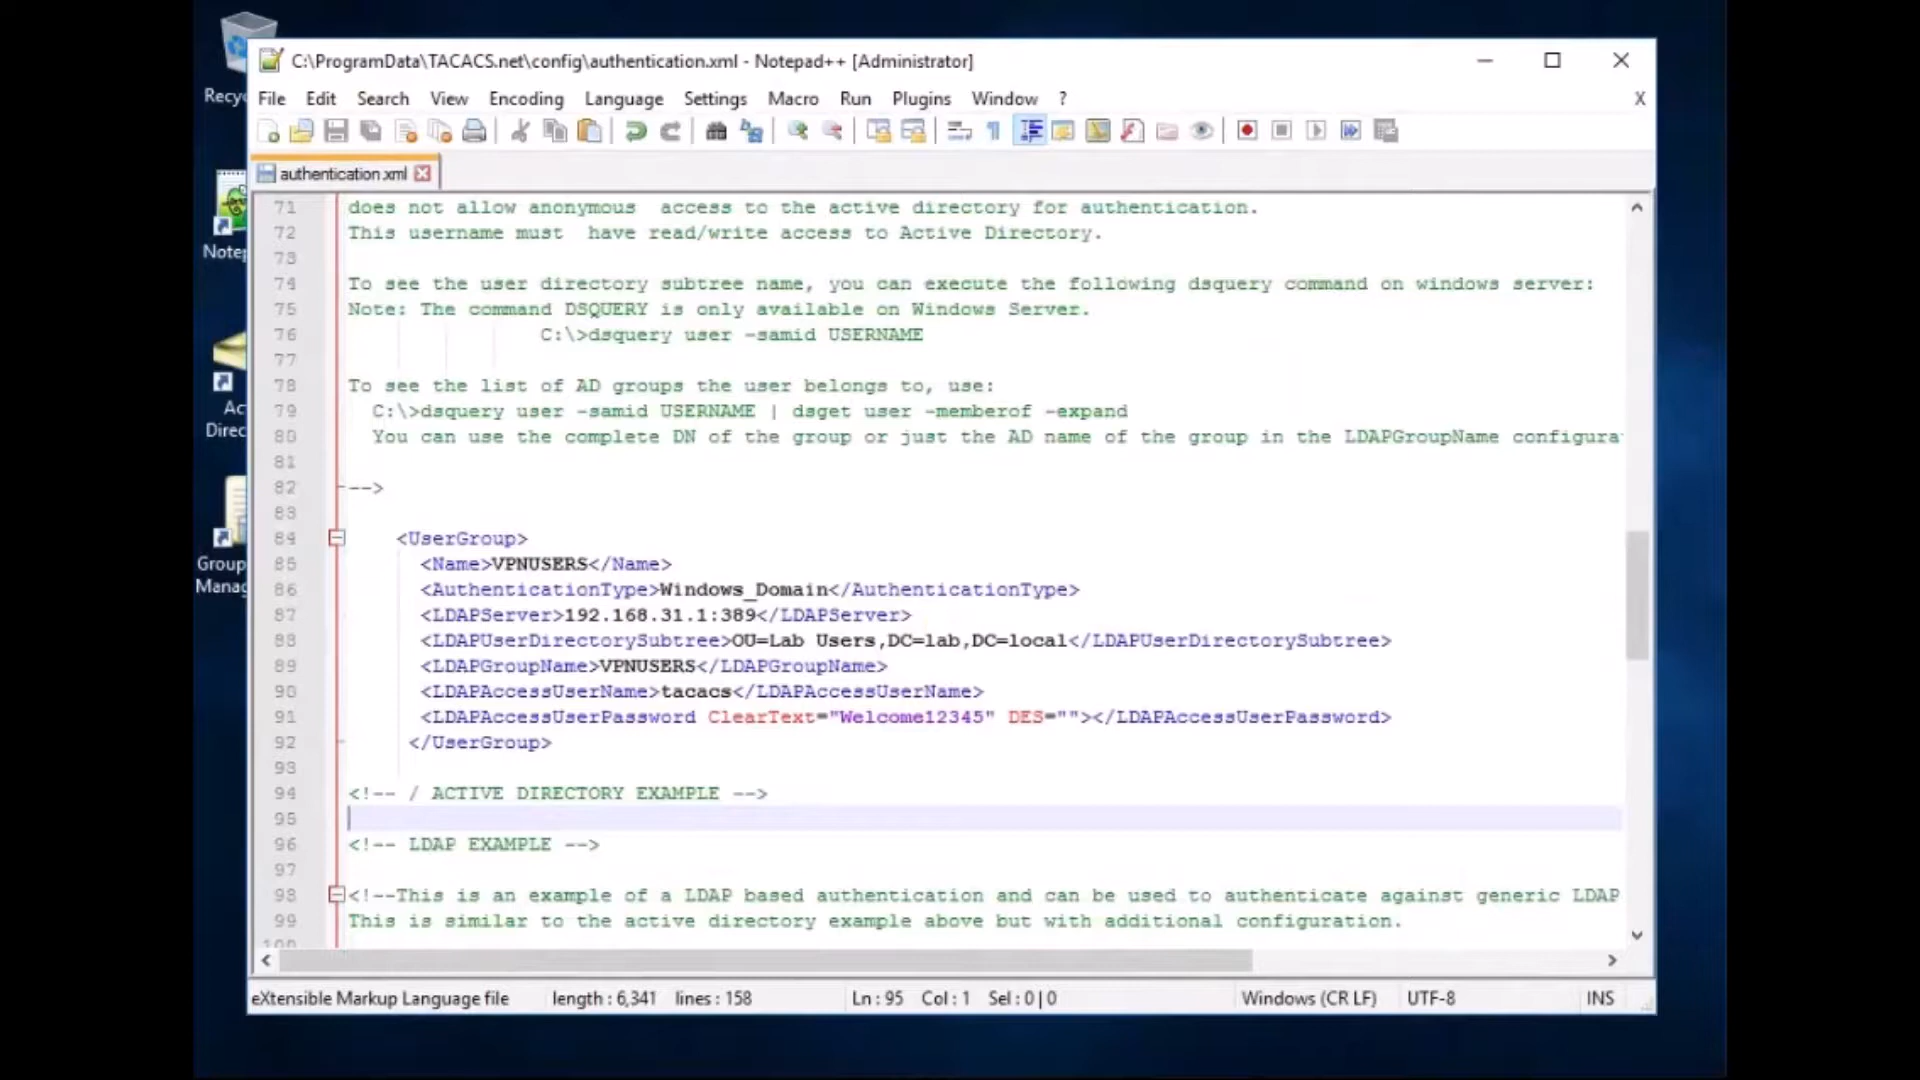 Recyc
Notep
Ac
Direc
Group
Manag
C:\ProgramData\TACACS.net\config\authentication.xml - Notepad++ [Administrator]
File Edit Search View Encoding Language Settings Macro Run Plugins Window ? X
authentication.xml
71 does not allow anonymous  access to the active directory for authentication.
72 This username must  have read/write access to Active Directory.
73
74 To see the user directory subtree name, you can execute the following dsquery command on windows server:
75 Note: The command DSQUERY is only available on Windows Server.
76 C:\>dsquery user -samid USERNAME
77
78 To see the list of AD groups the user belongs to, use:
79 C:\>dsquery user -samid USERNAME | dsget user -memberof -expand
80 You can use the complete DN of the group or just the AD name of the group in the LDAPGroupName configura
81
82 -->
83
84 <UserGroup>
85 <Name>VPNUSERS</Name>
86 <AuthenticationType>Windows_Domain</AuthenticationType>
87 <LDAPServer>192.168.31.1:389</LDAPServer>
88 <LDAPUserDirectorySubtree>OU=Lab Users,DC=lab,DC=local</LDAPUserDirectorySubtree>
89 <LDAPGroupName>VPNUSERS</LDAPGroupName>
90 <LDAPAccessUserName>tacacs</LDAPAccessUserName>
91 <LDAPAccessUserPassword ClearText="Welcome12345" DES=""></LDAPAccessUserPassword>
92 </UserGroup>
93
94 <!-- / ACTIVE DIRECTORY EXAMPLE -->
95
96 <!-- LDAP EXAMPLE -->
97
98 <!--This is an example of a LDAP based authentication and can be used to authenticate against generic LDAP
99 This is similar to the active directory example above but with additional configuration.
100
eXtensible Markup Language file length : 6,341 lines : 158 Ln : 95 Col : 1 Sel : 0 | 0 Windows (CR LF) UTF-8 INS